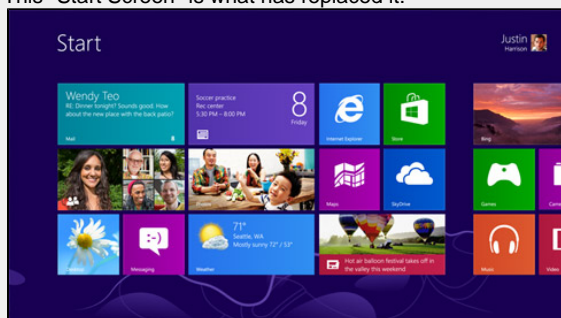 This "Start Screen" is what has replaced it.
Start
Justin
Harrison
Wendy Teo
RE: Dinner tonight? Sounds good. How
about the new place with the back patio?
Mail
8
Soccer practice
Rec center
5:30 PM – 8:00 PM
8
Friday
Internet Explorer
Store
Bing
Photos
Maps
SkyDrive
Games
Messaging
71°
Seattle, WA
Mostly sunny 72° / 53°
Weather
Hot air balloon festival takes off in
the valley this weekend
Music
Video